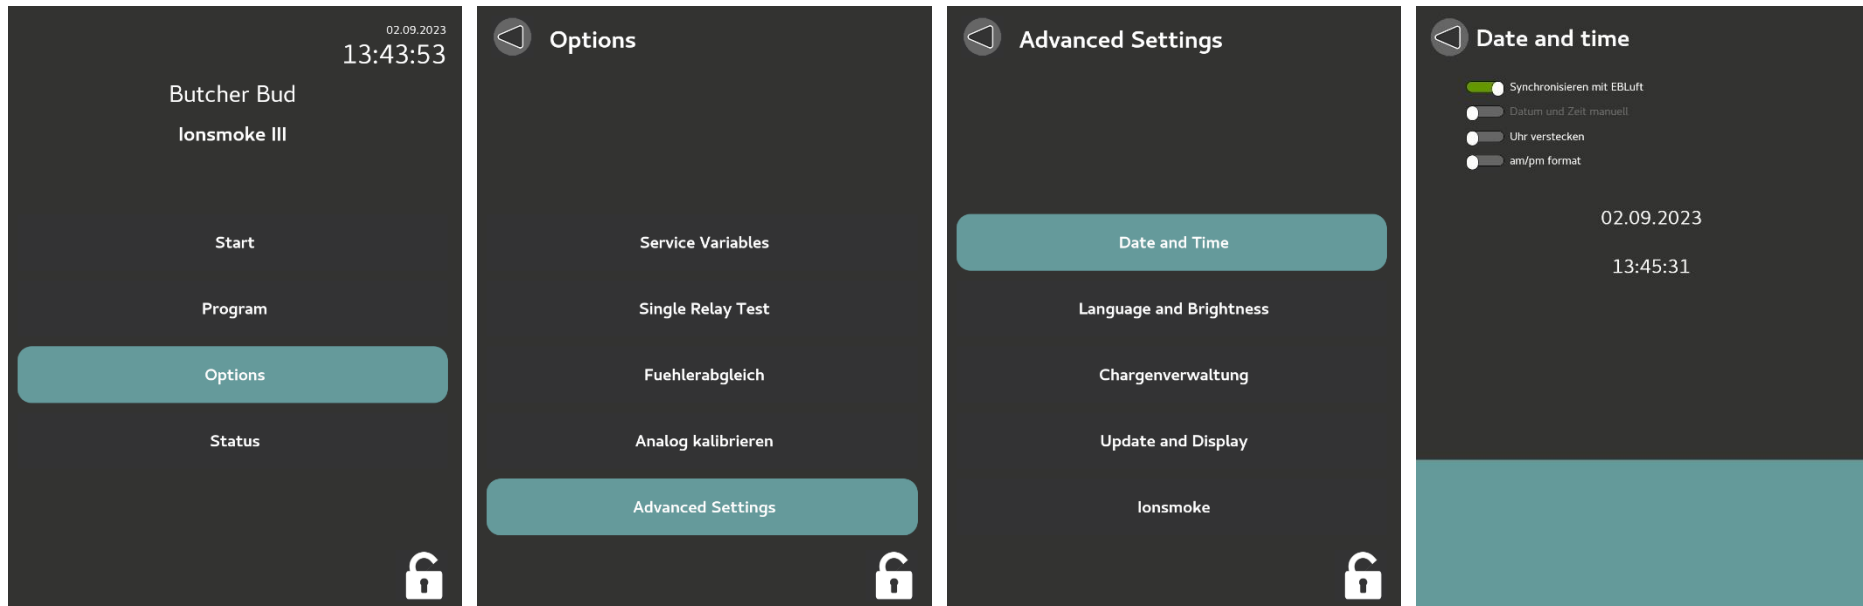 02.09.2023
13:43:53
Butcher Bud
Ionsmoke III
Start
Program
Options
Status
Options
Service Variables
Single Relay Test
Fuehlerabgleich
Analog kalibrieren
Advanced Settings
Advanced Settings
Date and Time
Language and Brightness
Chargenverwaltung
Update and Display
Ionsmoke
Date and time
Synchronisieren mit EBLuft
Datum und Zeit manuell
Uhr verstecken
am/pm format
02.09.2023
13:45:31